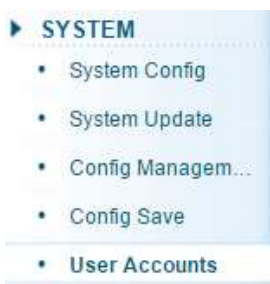 SYSTEM
System Config
System Update
Config Managem...
Config Save
User Accounts